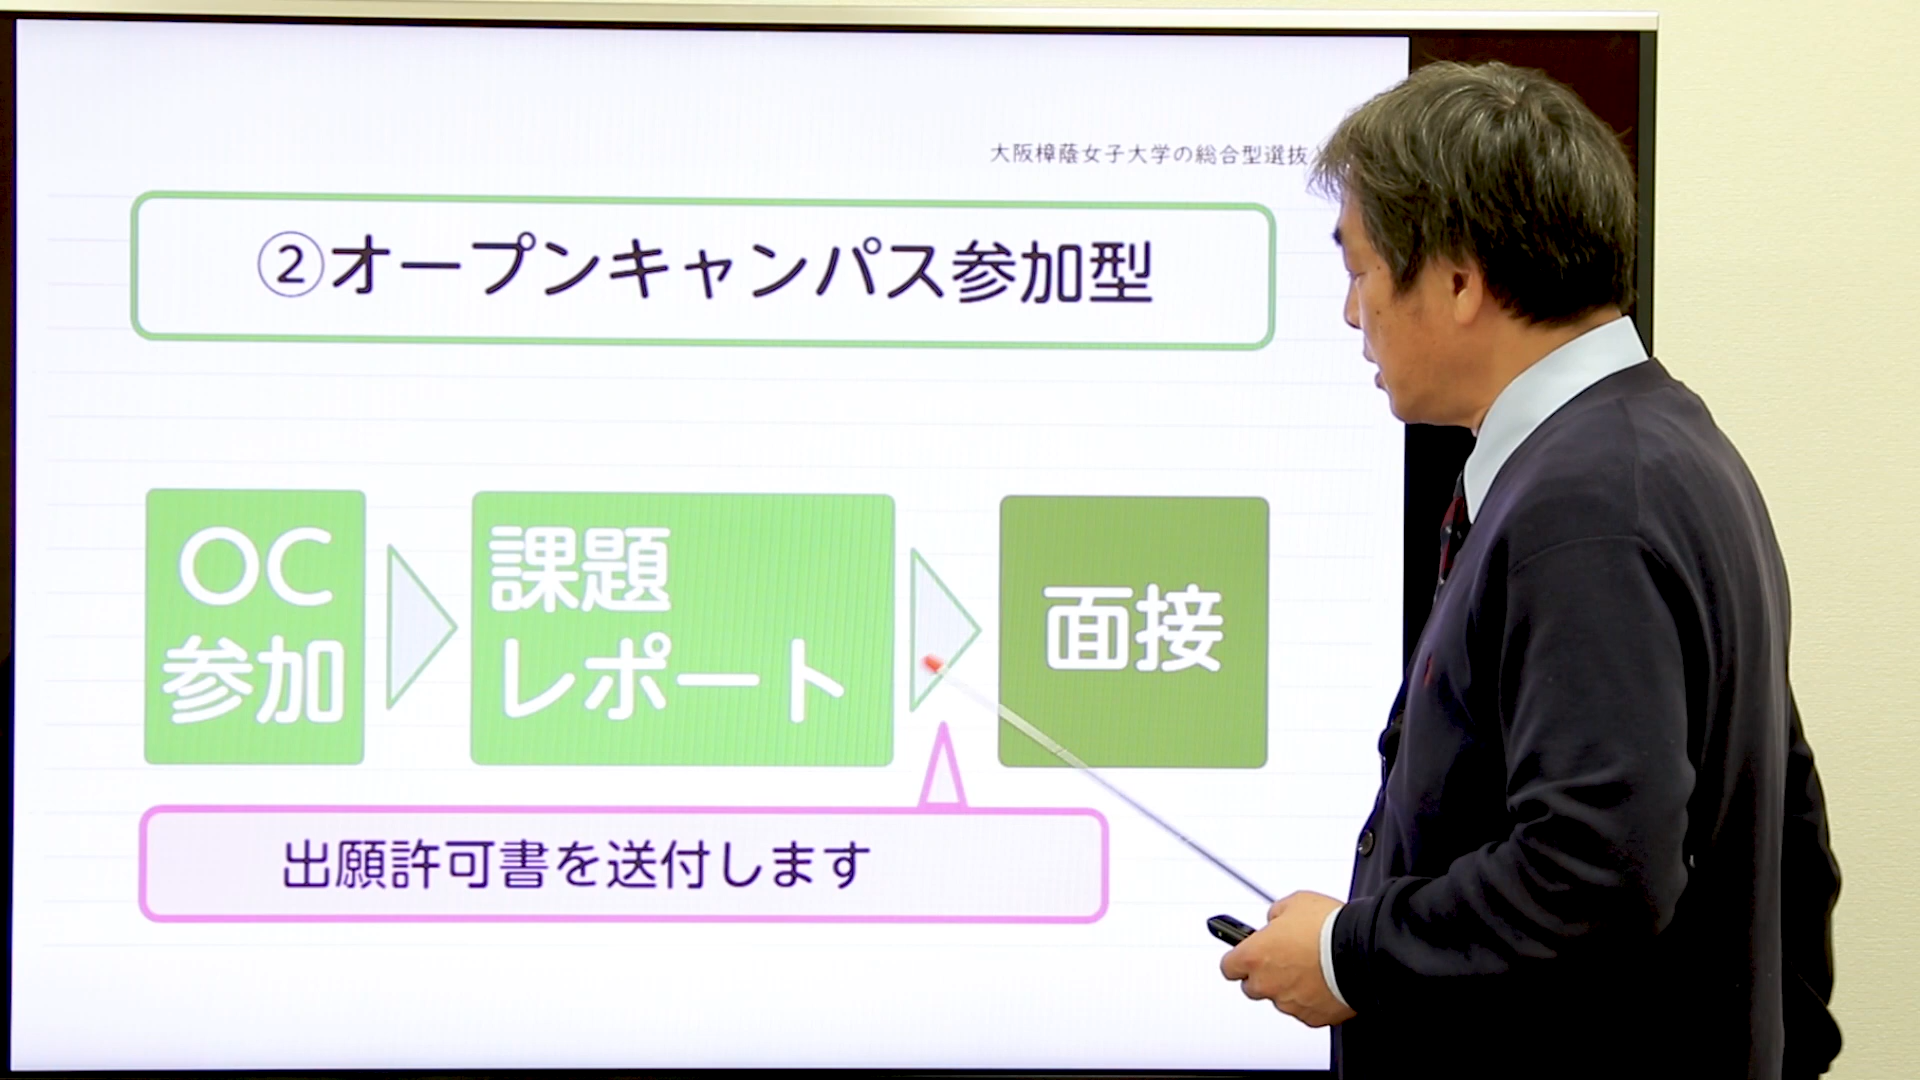 大阪樟蔭女子大学の総合型選抜
②オープンキャンパス参加型
OC
参加
課題
レポート
面接
出願許可書を送付します